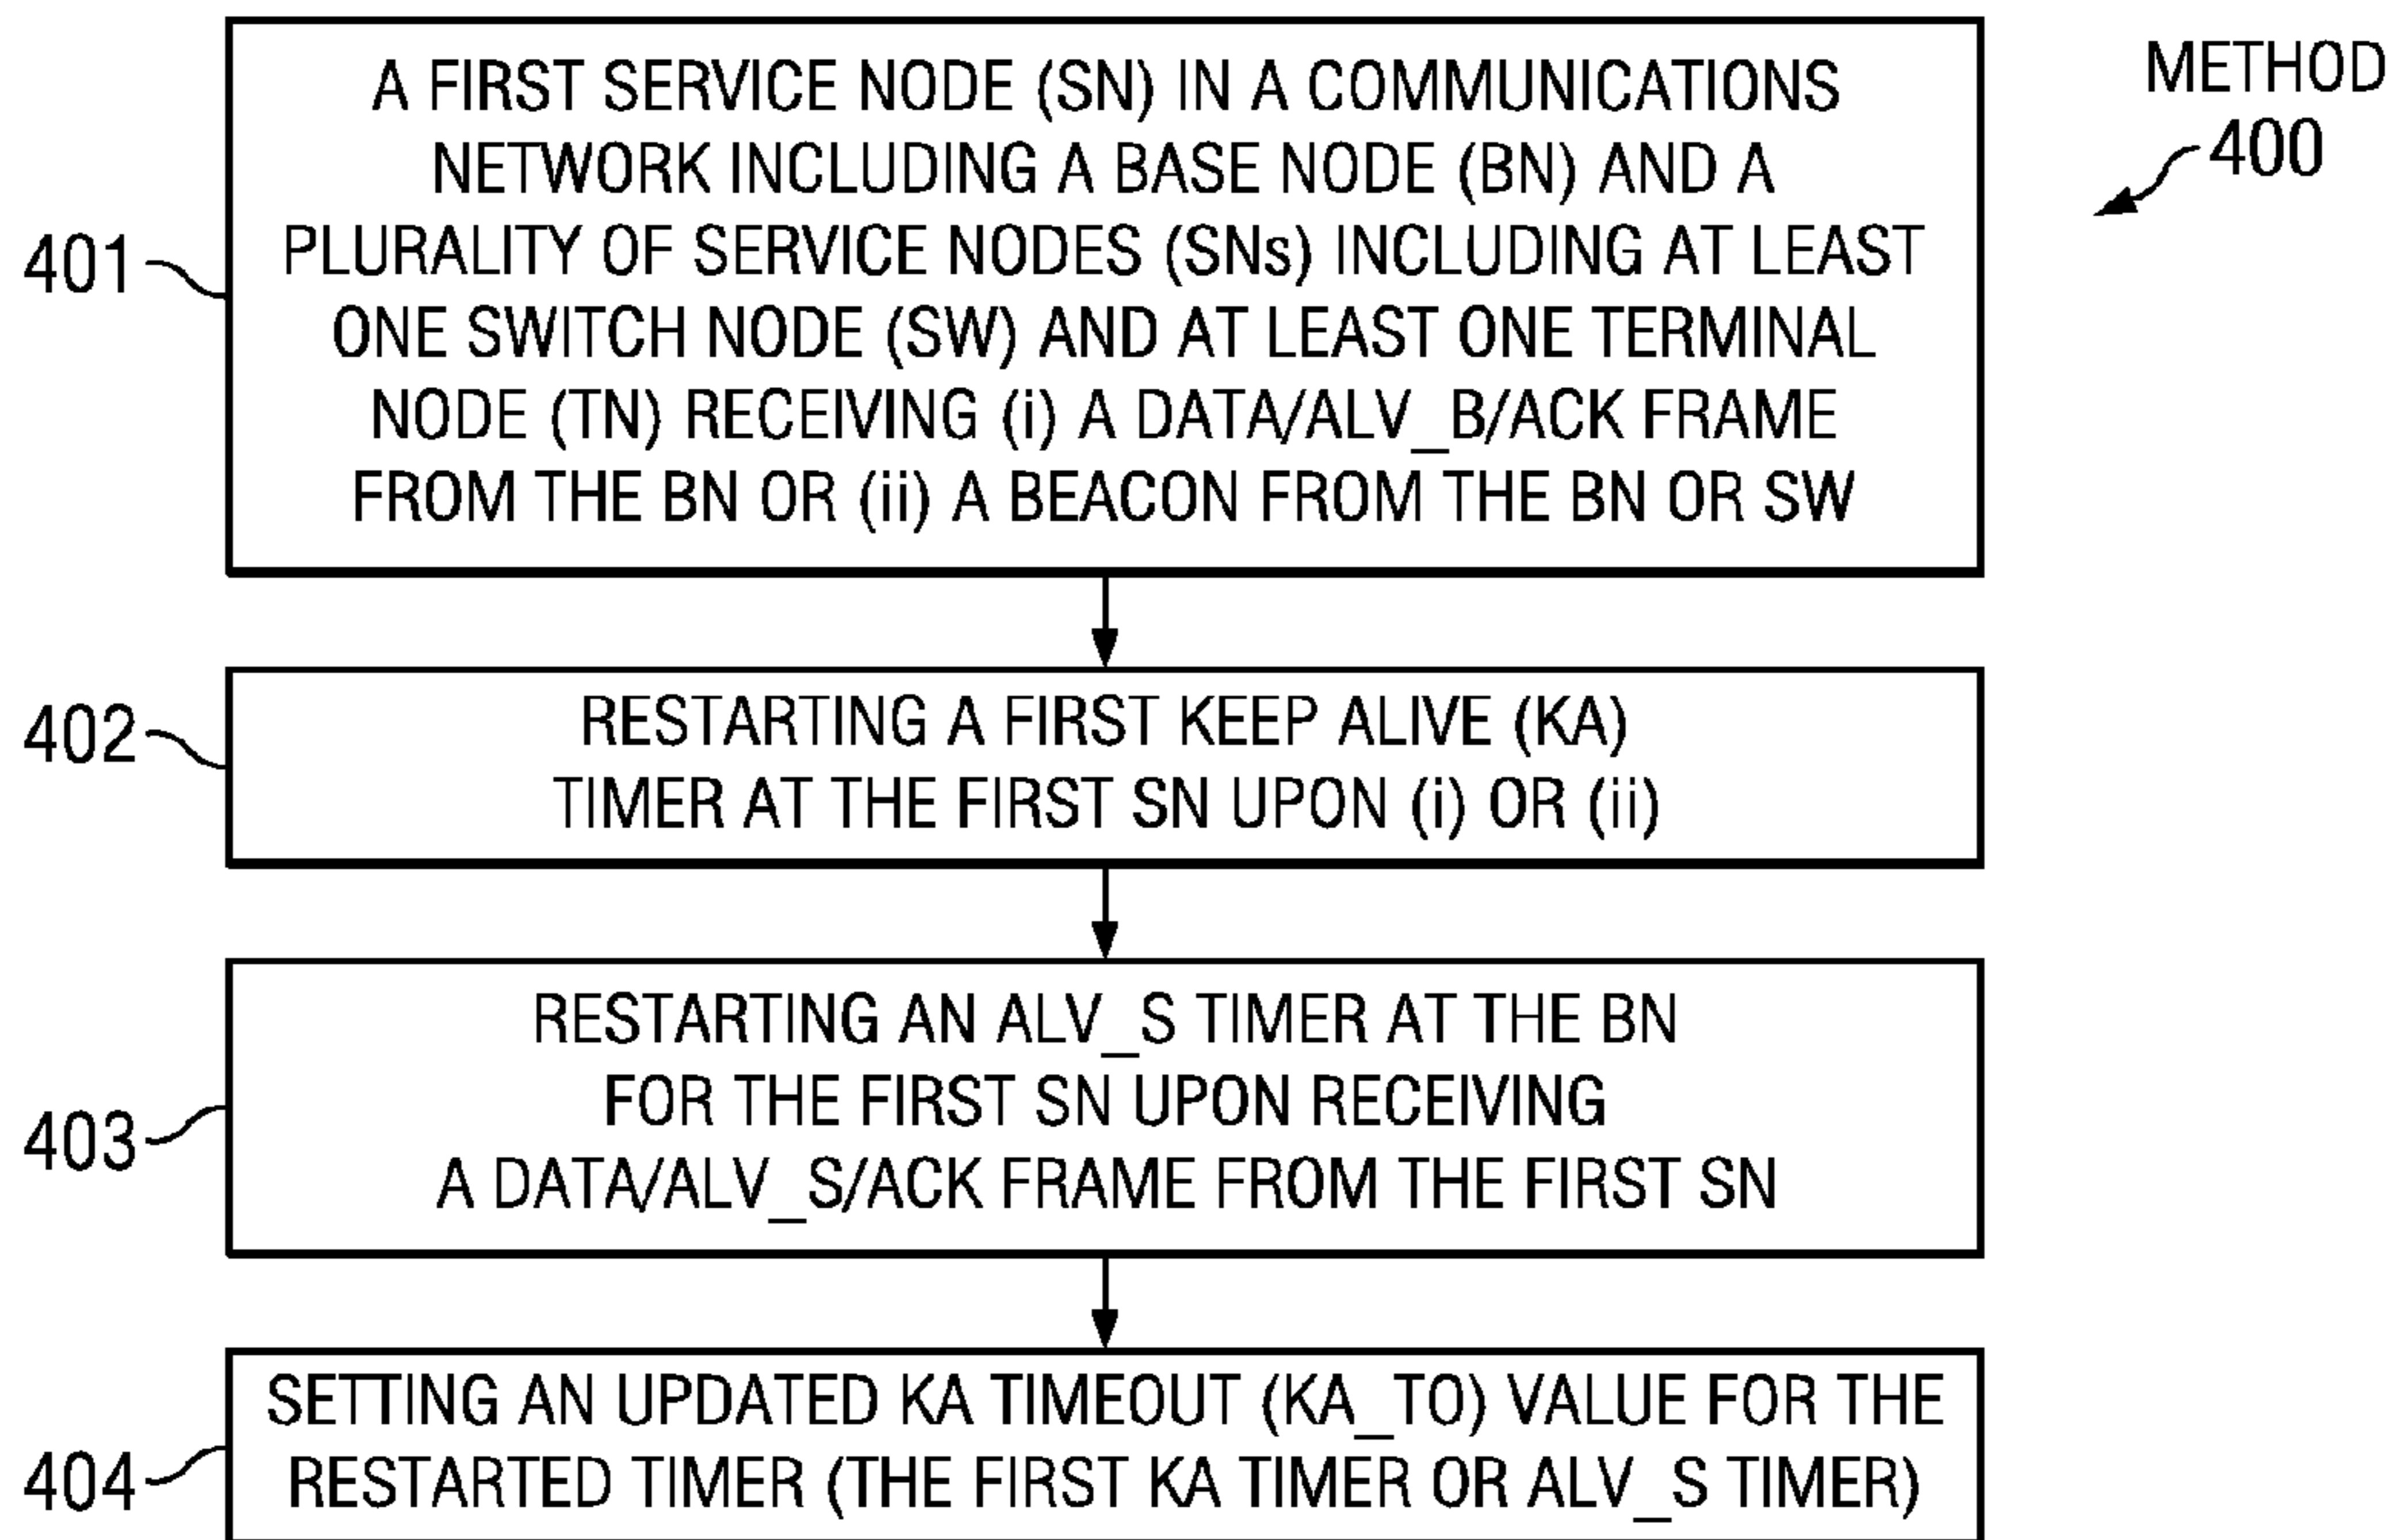 METHOD
400
A FIRST SERVICE NODE (SN) IN A COMMUNICATIONS
NETWORK INCLUDING A BASE NODE (BN) AND A
PLURALITY OF SERVICE NODES (SNs) INCLUDING AT LEAST
ONE SWITCH NODE (SW) AND AT LEAST ONE TERMINAL
NODE (TN) RECEIVING (i) A DATA/ALV_B/ACK FRAME
FROM THE BN OR (ii) A BEACON FROM THE BN OR SW
401
RESTARTING A FIRST KEEP ALIVE (KA)
TIMER AT THE FIRST SN UPON (i) OR (ii)
402
RESTARTING AN ALV_S TIMER AT THE BN
FOR THE FIRST SN UPON RECEIVING
A DATA/ALV_S/ACK FRAME FROM THE FIRST SN
403
SETTING AN UPDATED KA TIMEOUT (KA_TO) VALUE FOR THE
RESTARTED TIMER (THE FIRST KA TIMER OR ALV_S TIMER)
404